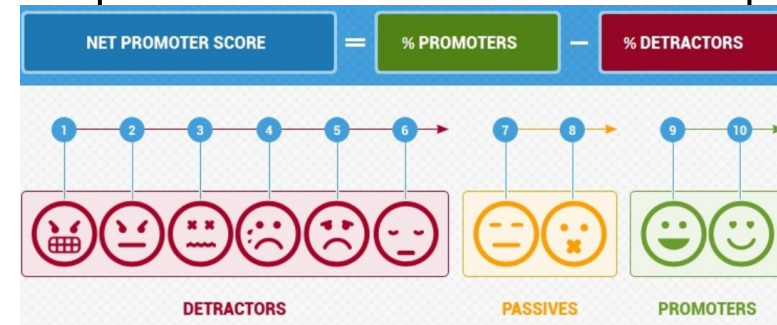 NET PROMOTER SCORE = % PROMOTERS − % DETRACTORS
1 2 3 4 5 6 7 8 9 10
DETRACTORS PASSIVES PROMOTERS